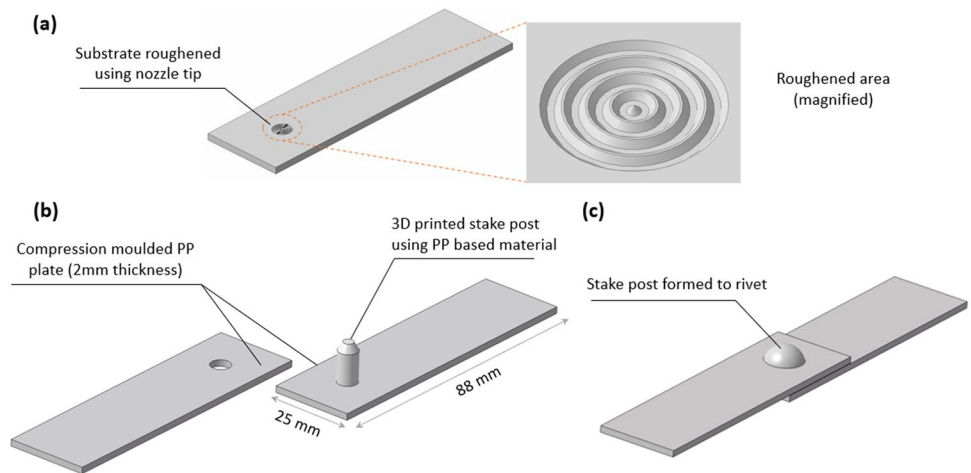 (a)
Substrate roughened
using nozzle tip
Roughened area
(magnified)
(b)
Compression moulded PP
plate (2mm thickness)
3D printed stake post
using PP based material
25 mm
88 mm
(c)
Stake post formed to rivet